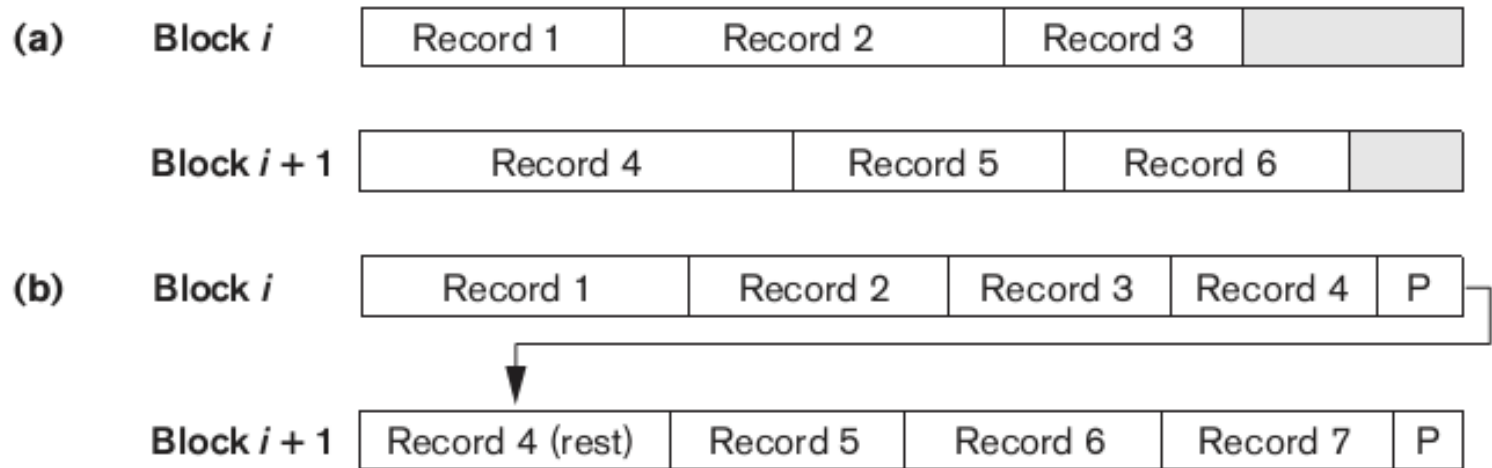 (a) Block i Record 1 Record 2 Record 3
Block i + 1 Record 4 Record 5 Record 6
(b) Block i Record 1 Record 2 Record 3 Record 4 P
Block i + 1 Record 4 (rest) Record 5 Record 6 Record 7 P